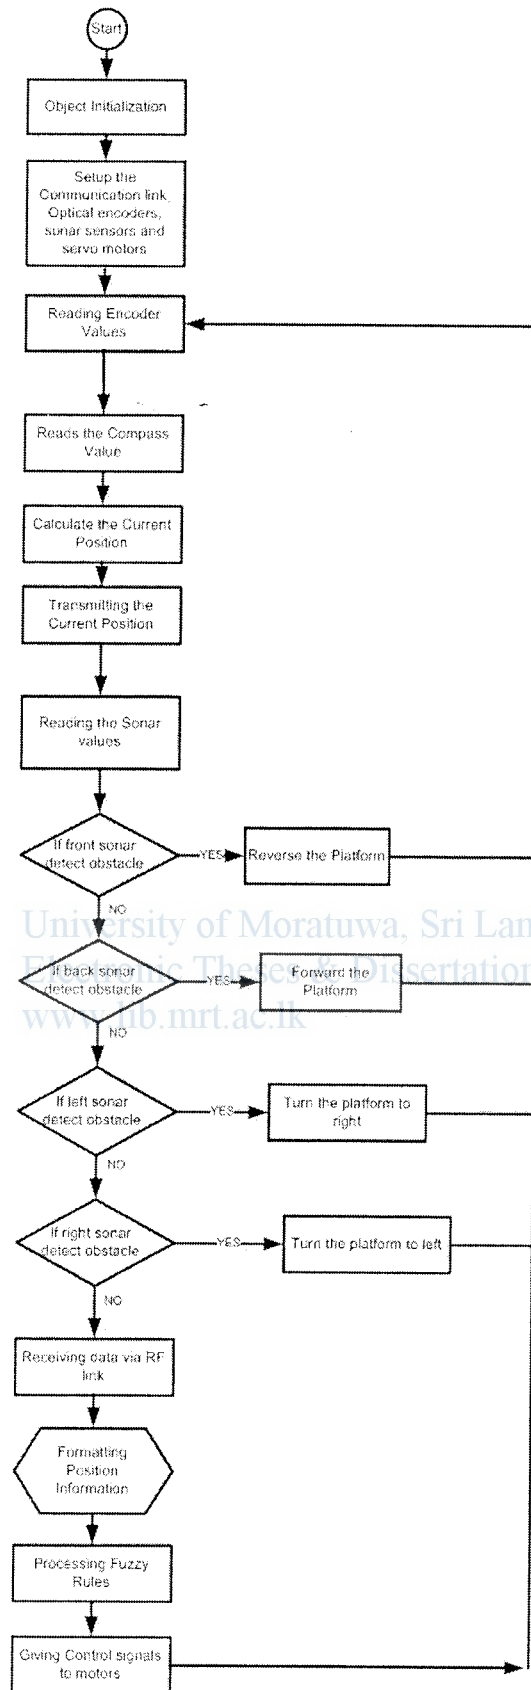 Start
Object Initialization
Setup the
Communication link,
Optical encoders,
sonar sensors and
servo motors
Reading Encoder
Values
Reads the Compass
Value
Calculate the Current
Position
Transmitting the
Current Position
Reading the Sonar
values
If front sonar
detect obstacle
YES
Reverse the Platform
NO
University of Moratuwa, Sri Lan
Electronic Theses & Dissertation
www.lib.mrt.ac.lk
If back sonar
detect obstacle
YES
Forward the
Platform
NO
If left sonar
detect obstacle
YES
Turn the platform to
right
NO
If right sonar
detect obstacle
YES
Turn the platform to left
NO
Receiving data via RF
link
Formatting
Position
Information
Processing Fuzzy
Rules
Giving Control signals
to motors